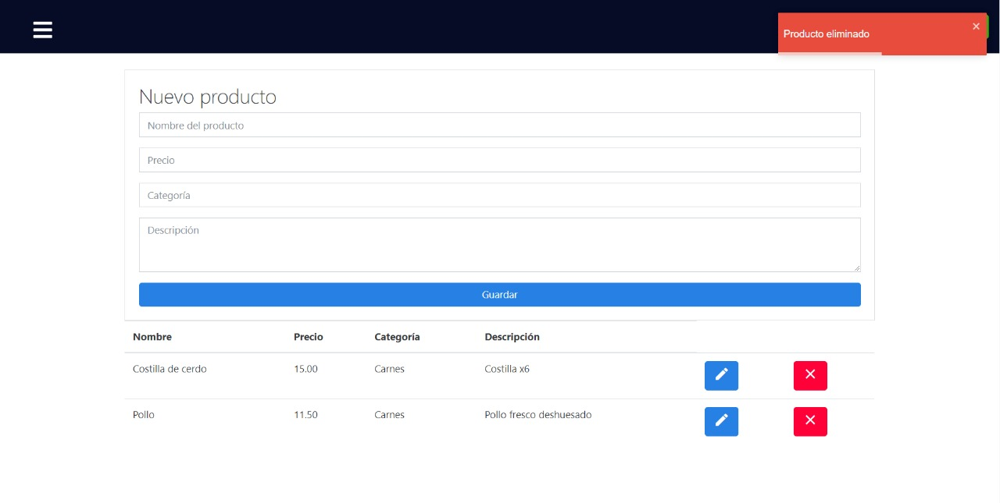 Producto eliminado
Nuevo producto
Nombre del producto
Precio
Categoría
Descripción
Guardar
Nombre Precio Categoría Descripción
Costilla de cerdo 15.00 Carnes Costilla x6
Pollo 11.50 Carnes Pollo fresco deshuesado